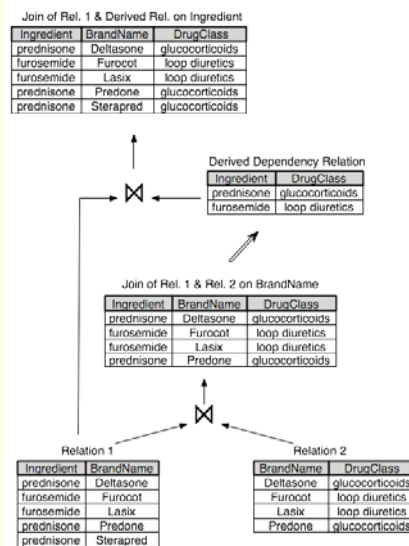 Join of Rel. 1 & Derived Rel. on Ingredient
Ingredient BrandName DrugClass
prednisone Deltasone glucocorticoids
furosemide Furocot loop diuretics
furosemide Lasix loop diuretics
prednisone Predone glucocorticoids
prednisone Sterapred glucocorticoids
Derived Dependency Relation
Ingredient DrugClass
prednisone glucocorticoids
furosemide loop diuretics
Join of Rel. 1 & Rel. 2 on BrandName
Ingredient BrandName DrugClass
prednisone Deltasone glucocorticoids
furosemide Furocot loop diuretics
furosemide Lasix loop diuretics
prednisone Predone glucocorticoids
Relation 1
Ingredient BrandName
prednisone Deltasone
furosemide Furocot
furosemide Lasix
prednisone Predone
prednisone Sterapred
Relation 2
BrandName DrugClass
Deltasone glucocorticoids
Furocot loop diuretics
Lasix loop diuretics
Predone glucocorticoids